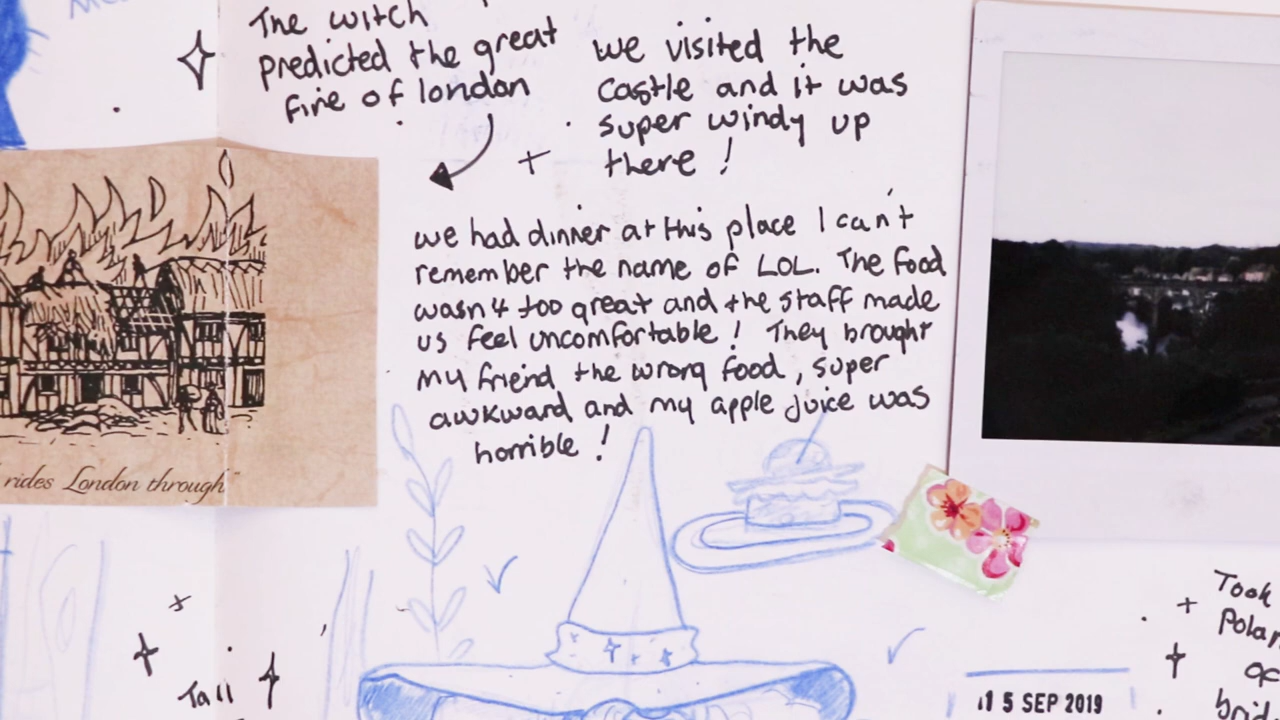 The witch
predicted the great
fire of london
we visited the
castle and it was
super windy up
there !
we had dinner at this place I can't
remember the name of LOL. The food
wasn't too great and the staff made
us feel uncomfortable ! They brought
my friend the wrong food, super
awkward and my apple juice was
horrible !
rides London through"
Tall
Took
15 SEP 2019